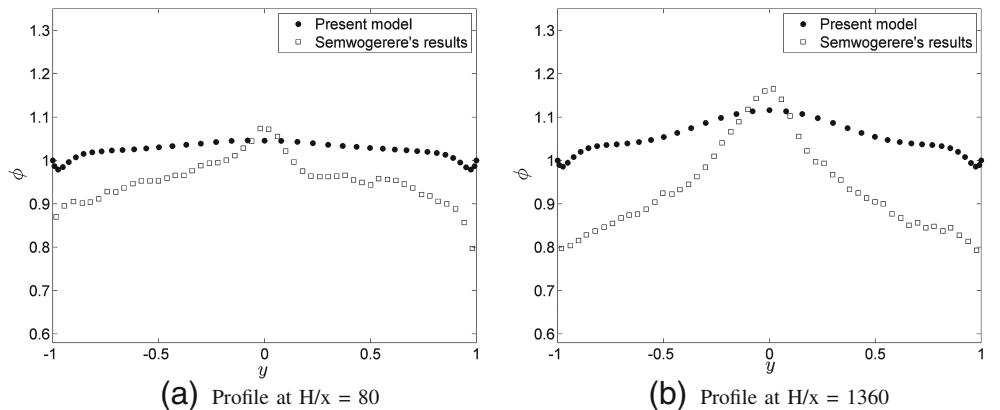 1.3
1.2
1.1
1
0.9
0.8
0.7
0.6
ϕ
-1
-0.5
0
0.5
1
y
Present model
Semwogerere's results
(a) Profile at H/x = 80
1.3
1.2
1.1
1
0.9
0.8
0.7
0.6
ϕ
-1
-0.5
0
0.5
1
y
Present model
Semwogerere's results
(b) Profile at H/x = 1360